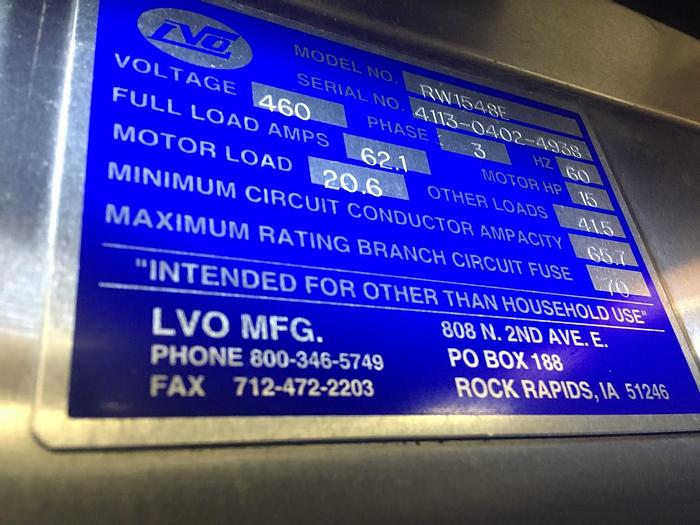 LVO
MODEL NO. RW1548E
SERIAL NO. 4113-0402-4938
VOLTAGE 460 PHASE 3 HZ 60
FULL LOAD AMPS 62.1 MOTOR HP 15
MOTOR LOAD 20.6 OTHER LOADS 41.5
MINIMUM CIRCUIT CONDUCTOR AMPACITY 65.7
MAXIMUM RATING BRANCH CIRCUIT FUSE 70
"INTENDED FOR OTHER THAN HOUSEHOLD USE"
LVO MFG. 808 N. 2ND AVE. E.
PHONE 800-346-5749 PO BOX 188
FAX 712-472-2203 ROCK RAPIDS, IA 51246